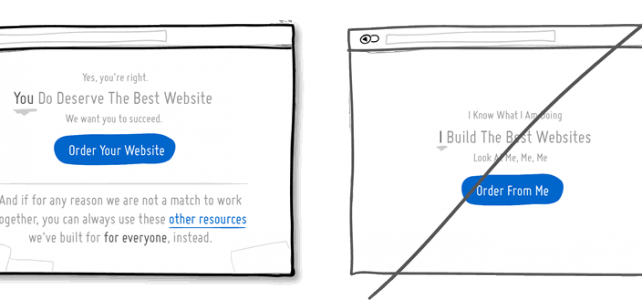 Yes, you're right.
You Do Deserve The Best Website
We want you to succeed.
Order Your Website
And if for any reason we are not a match to work
together, you can always use these other resources
we've built for for everyone, instead.
I Know What I Am Doing
I Build The Best Websites
Look At Me, Me, Me
Order From Me